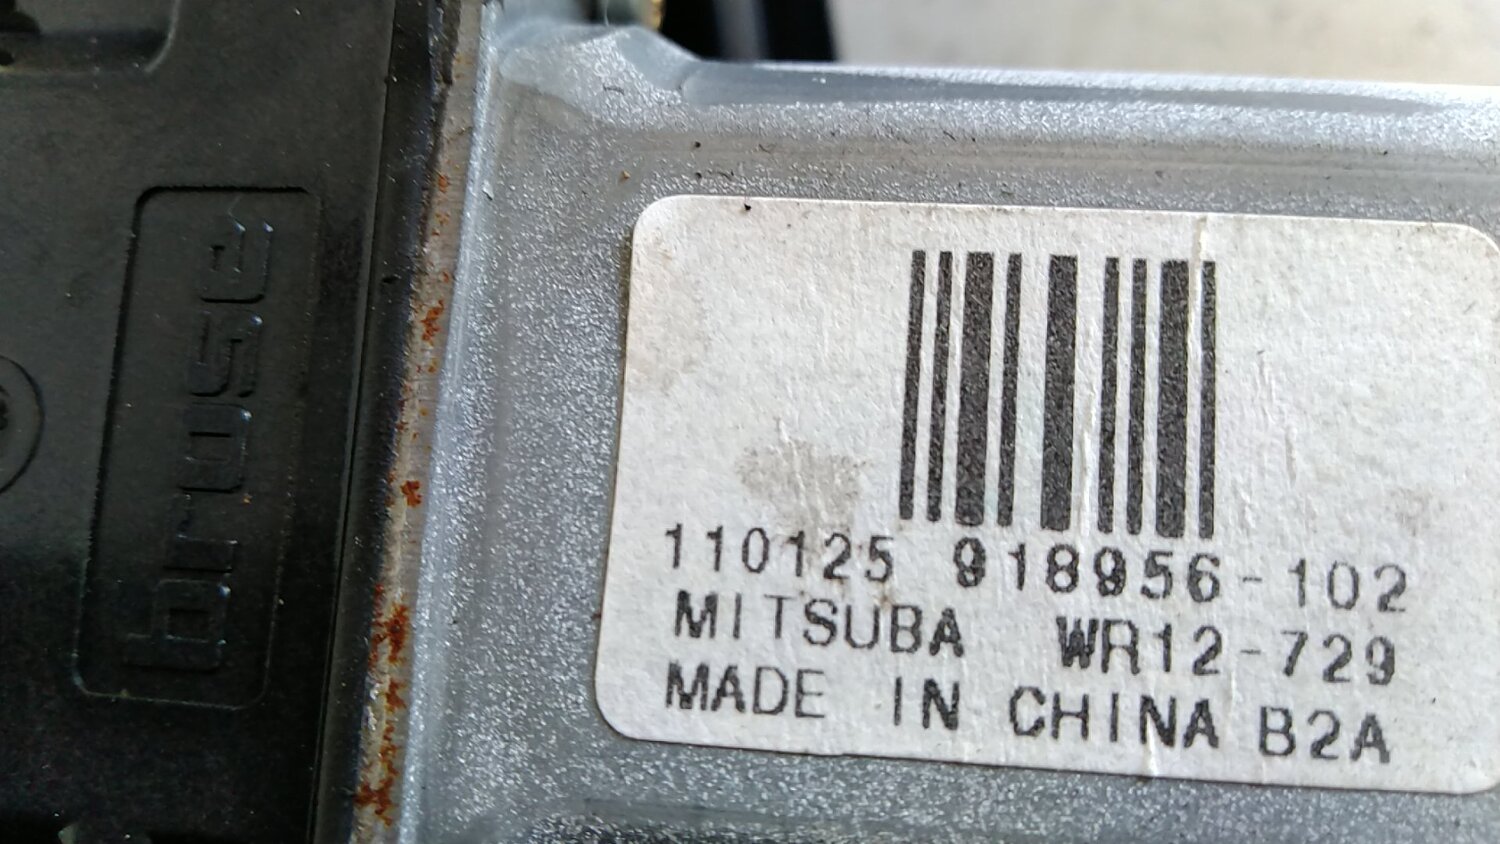 brose
110125 918956-102
MITSUBA WR12-729
MADE IN CHINA B2A